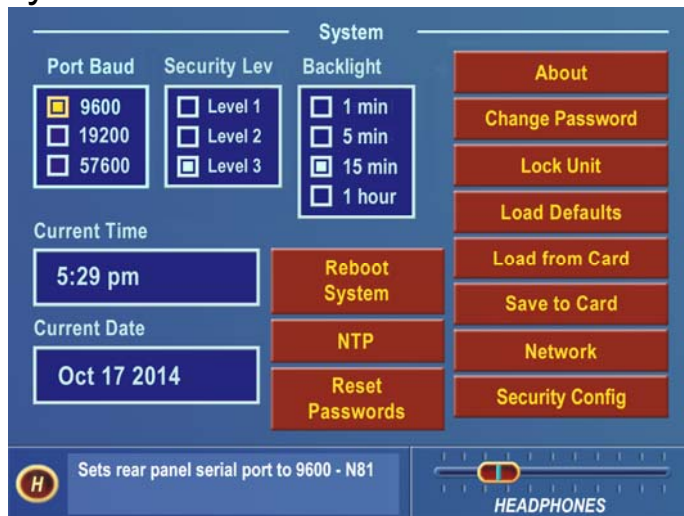 System
Port Baud
9600
19200
57600
Security Lev
Level 1
Level 2
Level 3
Backlight
1 min
5 min
15 min
1 hour
Current Time
5:29 pm
Current Date
Oct 17 2014
Reboot
System
NTP
Reset
Passwords
About
Change Password
Lock Unit
Load Defaults
Load from Card
Save to Card
Network
Security Config
H
Sets rear panel serial port to 9600 - N81
HEADPHONES